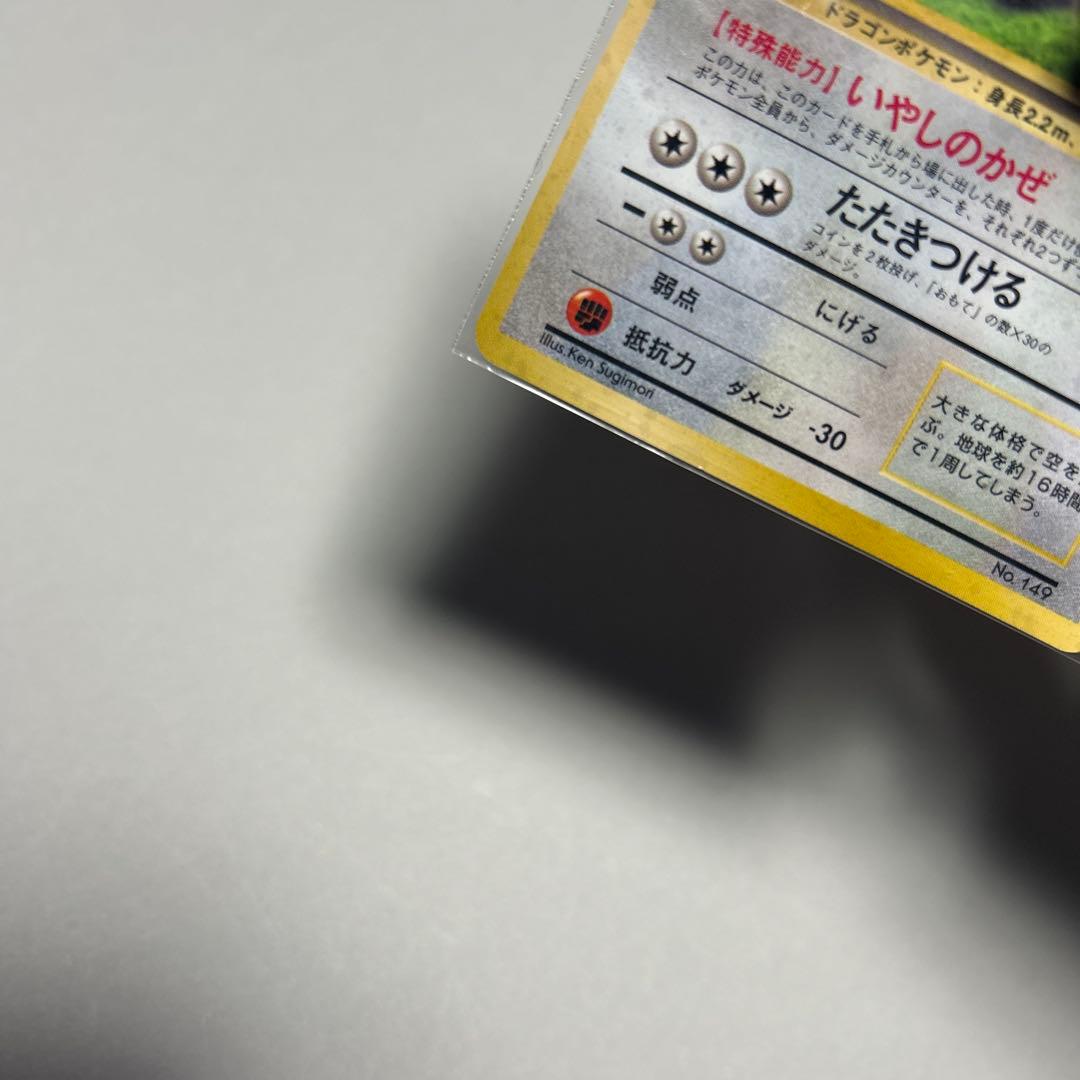 ドラゴンポケモン：身長2.2m、
【特殊能力】いやしのかぜ
この力は、このカードを手札から場に出した時、1度だけ
ポケモン全員から、ダメージカウンターを、それぞれ2つずつ
たたきつける
コインを2枚投げ、「おもて」の数×30の
ダメージ。
弱点
にげる
抵抗力
ダメージ -30
Illus. Ken Sugimori
大きな体格で空を
ぶ。地球を約16時間
で1周してしまう。
No. 149